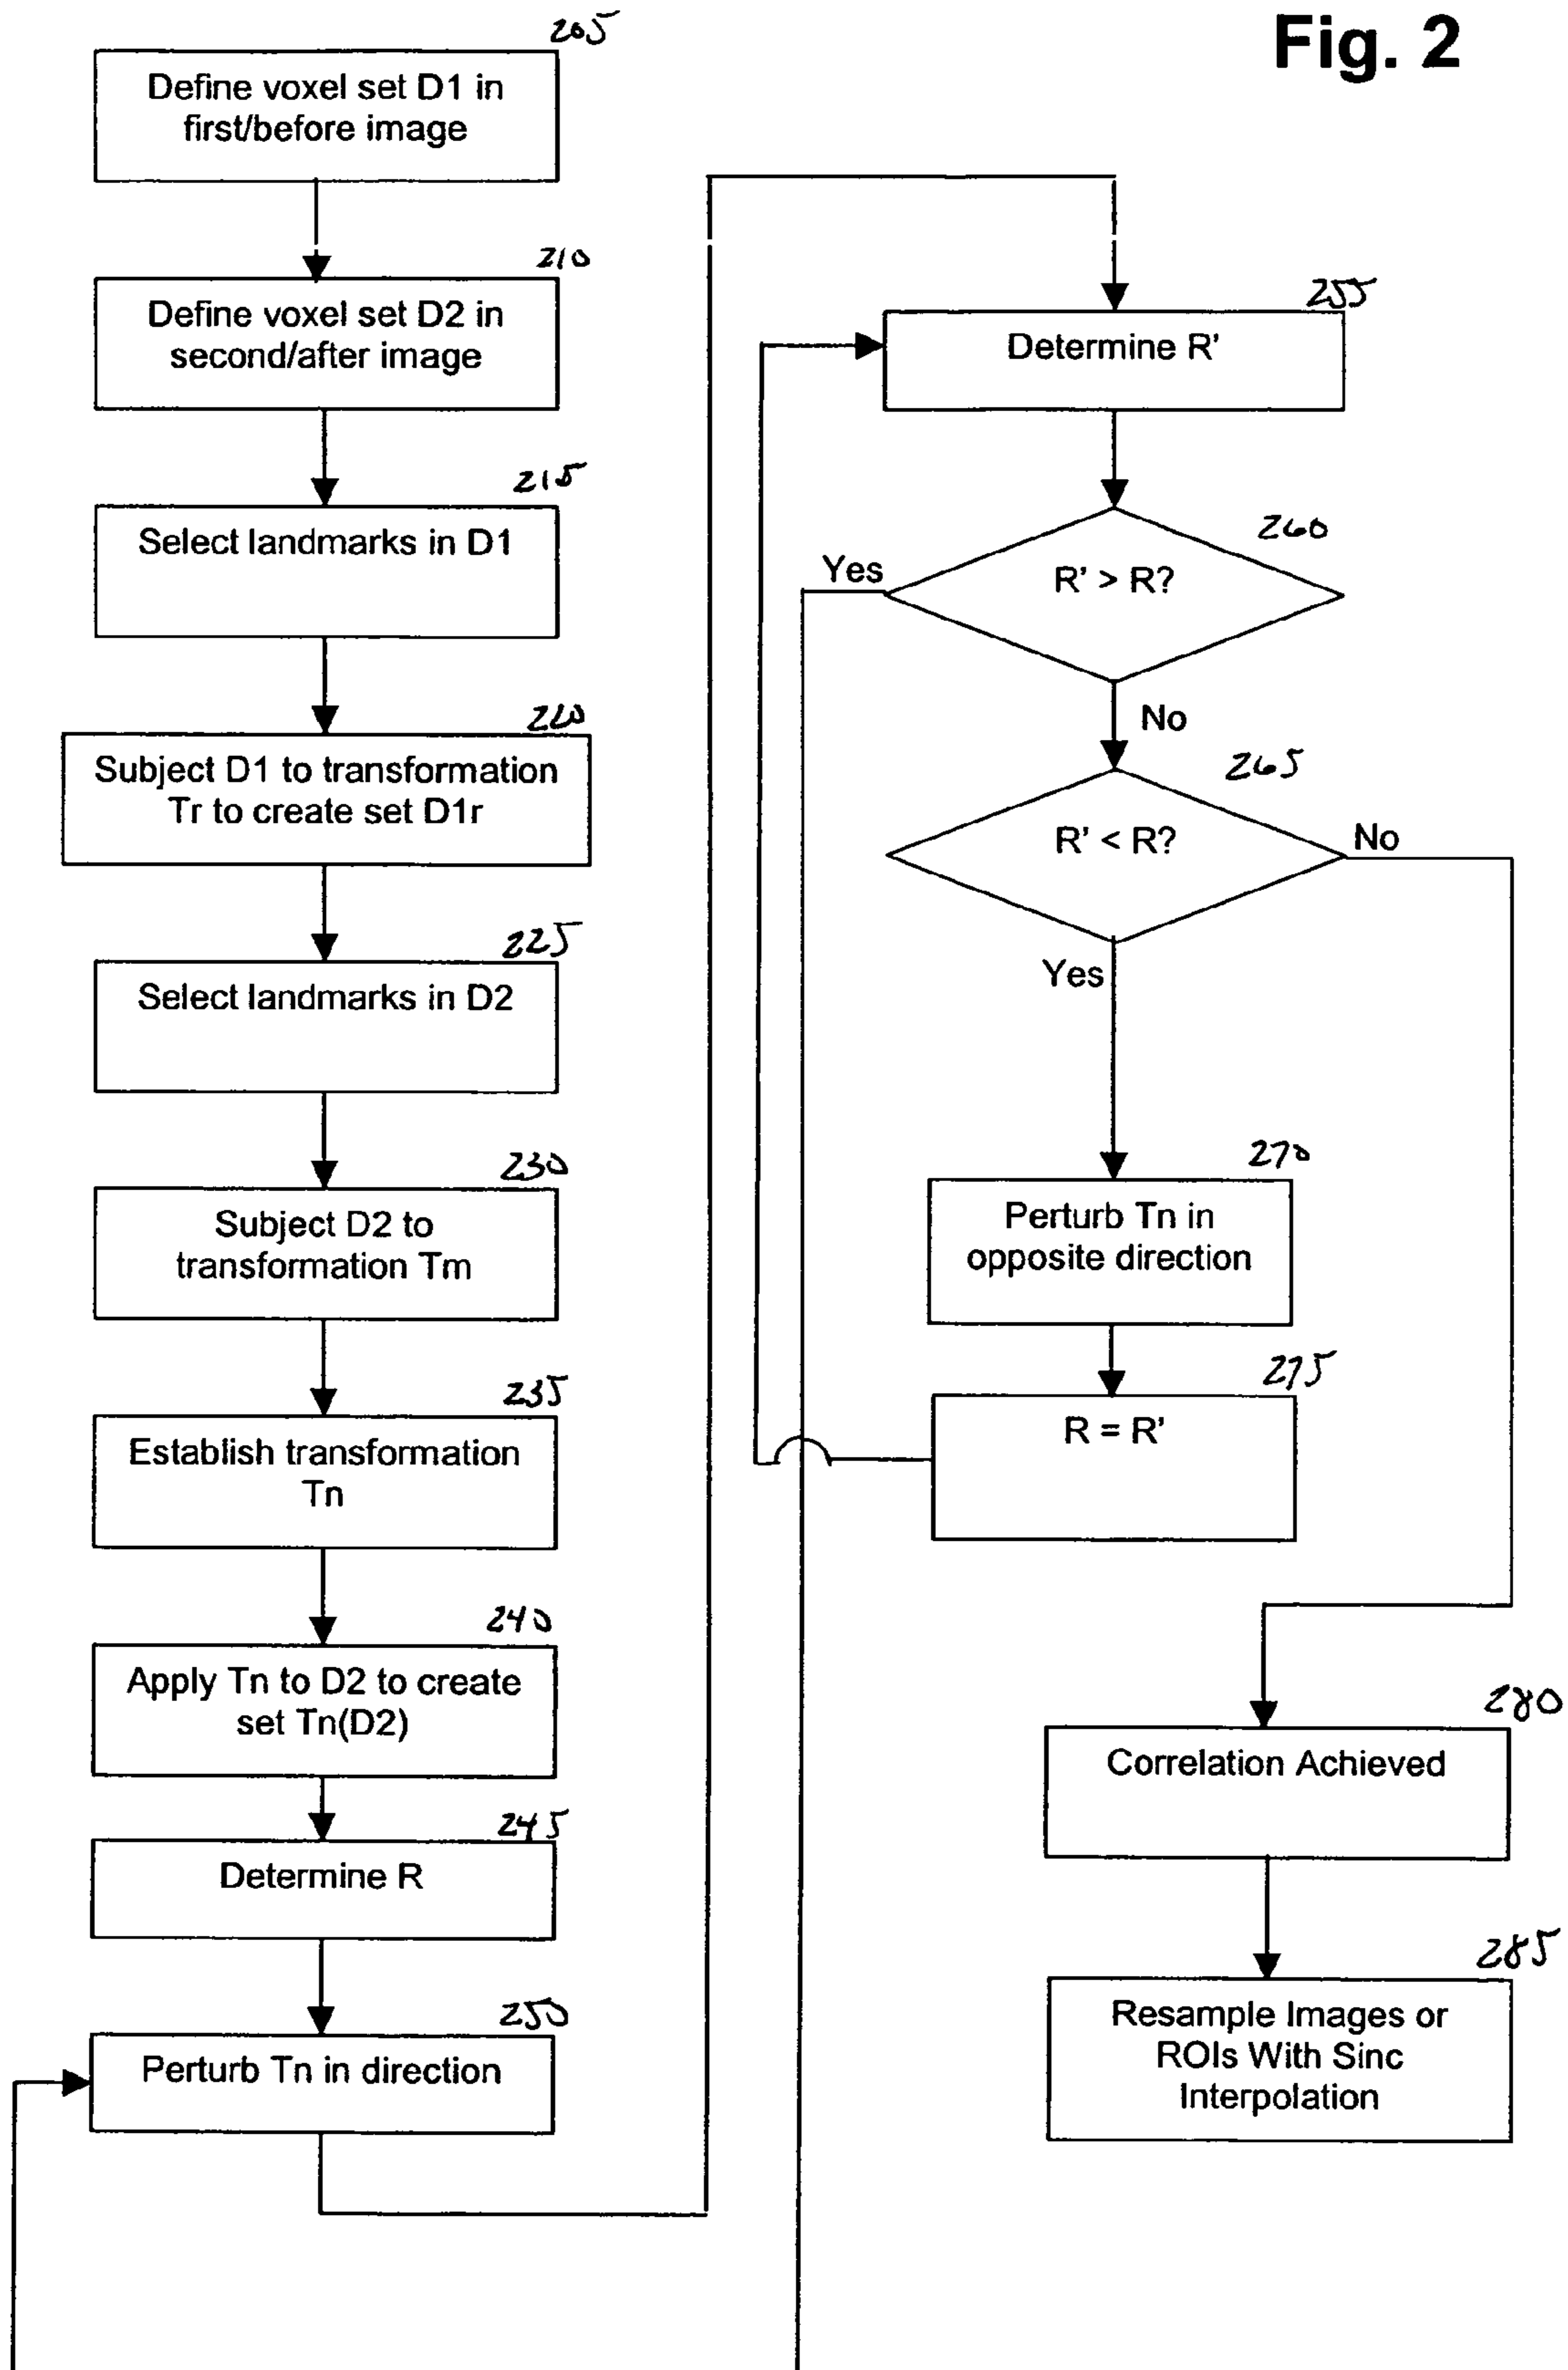 Fig. 2
205
Define voxel set D1 in
first/before image
210
Define voxel set D2 in
second/after image
215
Select landmarks in D1
220
Subject D1 to transformation
Tr to create set D1r
225
Select landmarks in D2
230
Subject D2 to
transformation Tm
235
Establish transformation
Tn
240
Apply Tn to D2 to create
set Tn(D2)
245
Determine R
250
Perturb Tn in direction
255
Determine R'
260
R' > R?
Yes
No
265
R' < R?
No
Yes
270
Perturb Tn in
opposite direction
275
R = R'
280
Correlation Achieved
285
Resample Images or
ROIs With Sinc
Interpolation